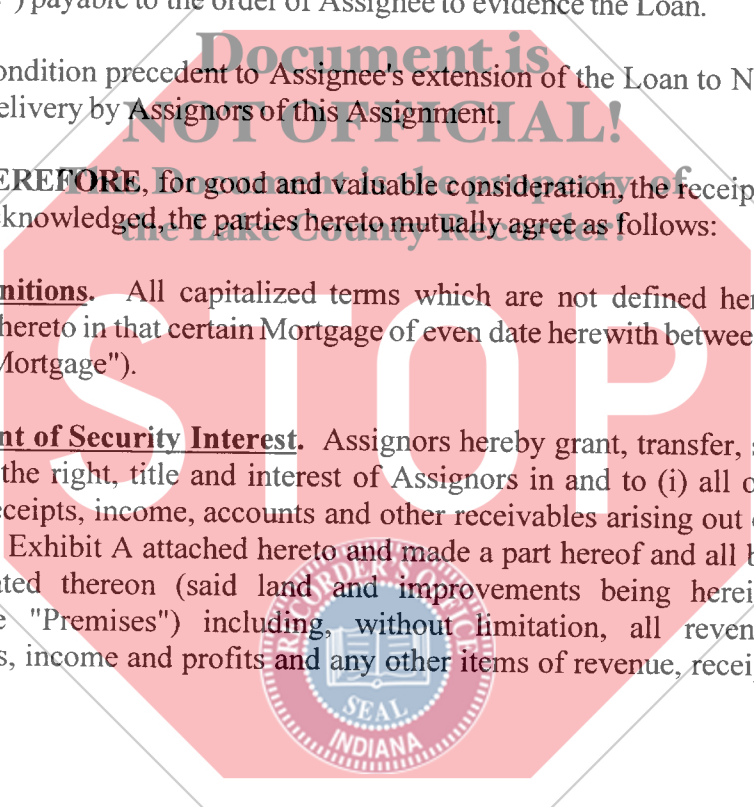 ") payable to the order of Assignee to evidence the Loan.
Document is
ondition precedent to Assignee's extension of the Loan to N
elivery by Assignors of this Assignment.
NOT OFFICIAL!
EREFORE, for good and valuable consideration, the receip
This Document is the property of
knowledged, the parties hereto mutually agree as follows:
the Lake County Recorder!
nitions. All capitalized terms which are not defined her
hereto in that certain Mortgage of even date herewith betwee
Mortgage").
STOP
nt of Security Interest. Assignors hereby grant, transfer, s
the right, title and interest of Assignors in and to (i) all o
eceipts, income, accounts and other receivables arising out
Exhibit A attached hereto and made a part hereof and all b
ted thereon (said land and improvements being herei
e "Premises") including, without limitation, all reven
s, income and profits and any other items of revenue, recei
RECORDER'S OFFICE
SEAL
INDIANA